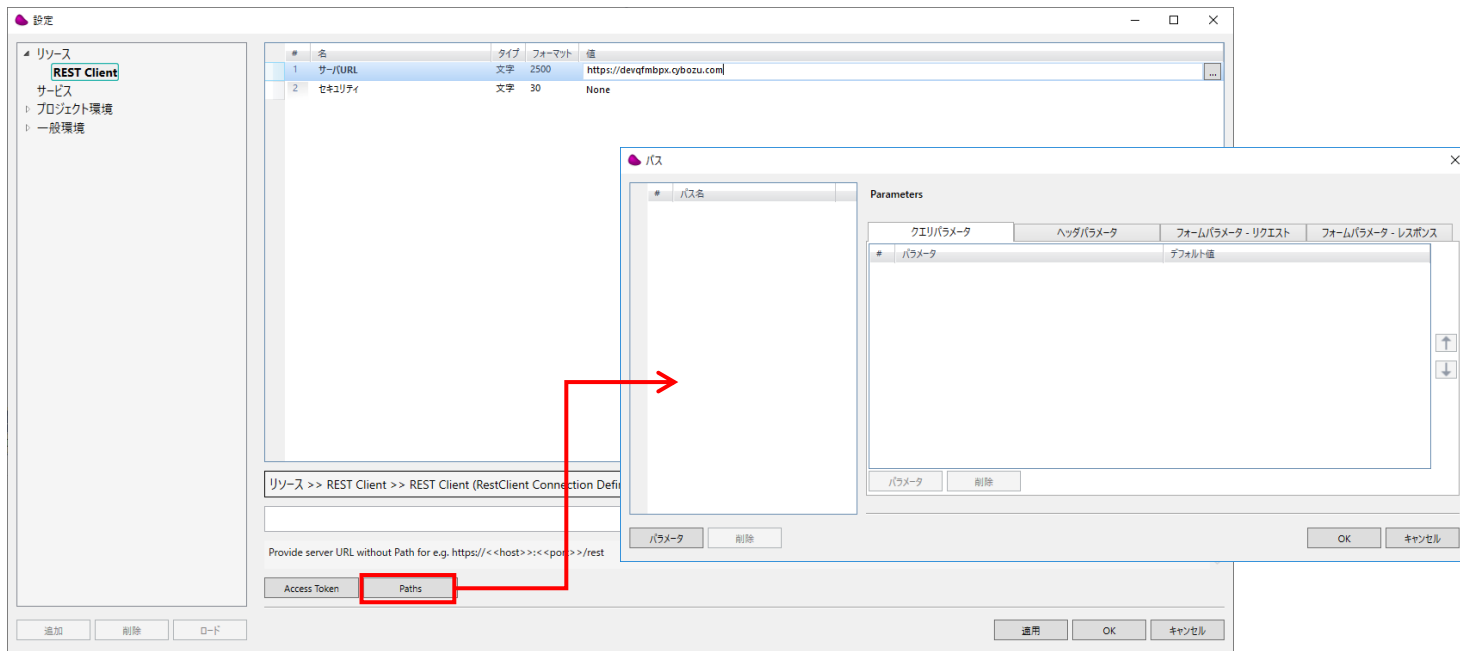 設定
リソース
REST Client
サービス
プロジェクト環境
一般環境
# 名 タイプ フォーマット 値
1 サーバURL 文字 2500 https://devqfmbpx.cybozu.com ...
2 セキュリティ 文字 30 None
リソース >> REST Client >> REST Client (RestClient Connection Defi
Provide server URL without Path for e.g. https://<<host>>:<<port>>/rest
Access Token Paths
追加 削除 ロード
適用 OK キャンセル
パス
# パス名
Parameters
クエリパラメータ ヘッダパラメータ フォームパラメータ - リクエスト フォームパラメータ - レスポンス
# パラメータ デフォルト値
パラメータ 削除
パラメータ 削除
OK キャンセル